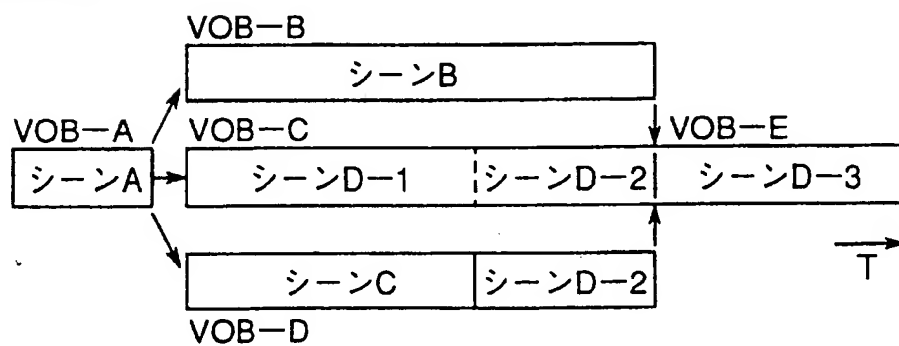 VOB—B
シーンB
VOB—A
VOB—C
VOB—E
シーンA
シーンD—1
シーンD—2
シーンD—3
T
シーンC
シーンD—2
VOB—D